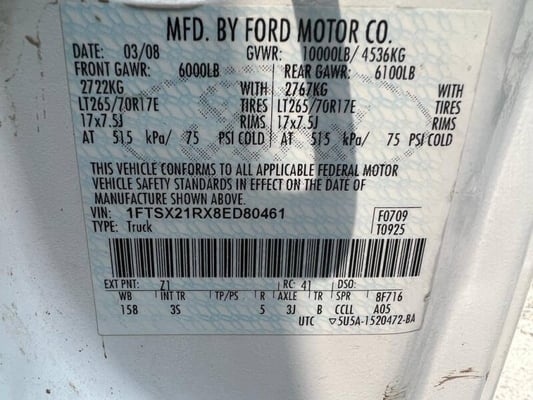 MFD. BY FORD MOTOR CO.
DATE: 03/08 GVWR: 10000LB/ 4536KG
FRONT GAWR: 6000LB REAR GAWR: 6100LB
2722KG WITH 2767KG WITH
LT265/70R17E TIRES LT265/70R17E TIRES
17x7.5J RIMS 17x7.5J RIMS
AT 515 kPa/ 75 PSI COLD AT 515 kPa/ 75 PSI COLD
THIS VEHICLE CONFORMS TO ALL APPLICABLE FEDERAL MOTOR
VEHICLE SAFETY STANDARDS IN EFFECT ON THE DATE OF
MANUFACTURE SHOWN ABOVE.
VIN: 1FTSX21RX8ED80461 F0709
TYPE: Truck T0925
EXT PNT: Z1 RC: 41 DSO:
WB INT TR TP/PS R AXLE TR SPR 8F716
158 3S 5 3J B CCLL A05
UTC ▽5U5A-1520472-BA